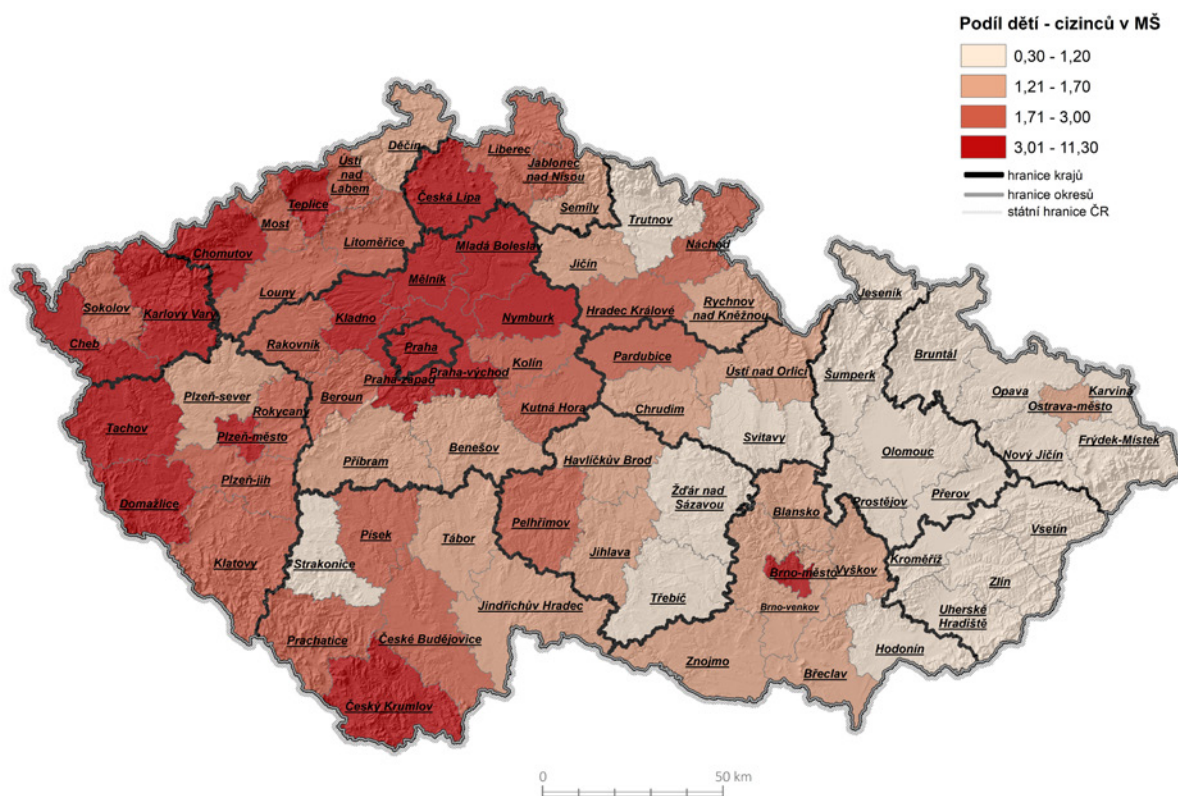 Podíl dětí - cizinců v MŠ
0,30 - 1,20
1,21 - 1,70
1,71 - 3,00
3,01 - 11,30
hranice krajů
hranice okresů
státní hranice ČR
Děčín
Liberec
Ústí
nad
Labem
Jablonec
nad Nisou
Teplice
Česká Lípa
Semily
Trutnov
Most
Chomutov
Litoměřice
Mladá Boleslav
Náchod
Jičín
Mělník
Louny
Sokolov
Karlovy Vary
Jeseník
Rychnov
nad Kněžnou
Hradec Králové
Kladno
Nymburk
Cheb
Rakovník
Praha
Bruntál
Kolín
Pardubice
Praha-východ
Praha-západ
Ústí nad Orlicí
Šumperk
Opava
Karviná
Ostrava-město
Plzeň-sever
Beroun
Rokycany
Kutná Hora
Chrudim
Tachov
Plzeň-město
Svitavy
Frýdek-Místek
Benešov
Olomouc
Nový Jičín
Příbram
Havlíčkův Brod
Plzeň-jih
Žďár nad
Sázavou
Domažlice
Prostějov
Přerov
Pelhřimov
Blansko
Vsetín
Písek
Tábor
Jihlava
Klatovy
Strakonice
Kroměříž
Brno-město
Vyškov
Zlín
Třebíč
Jindřichův Hradec
Brno-venkov
Uherské
Hradiště
Prachatice
České Budějovice
Hodonín
Znojmo
Břeclav
Český Krumlov
0
50 km